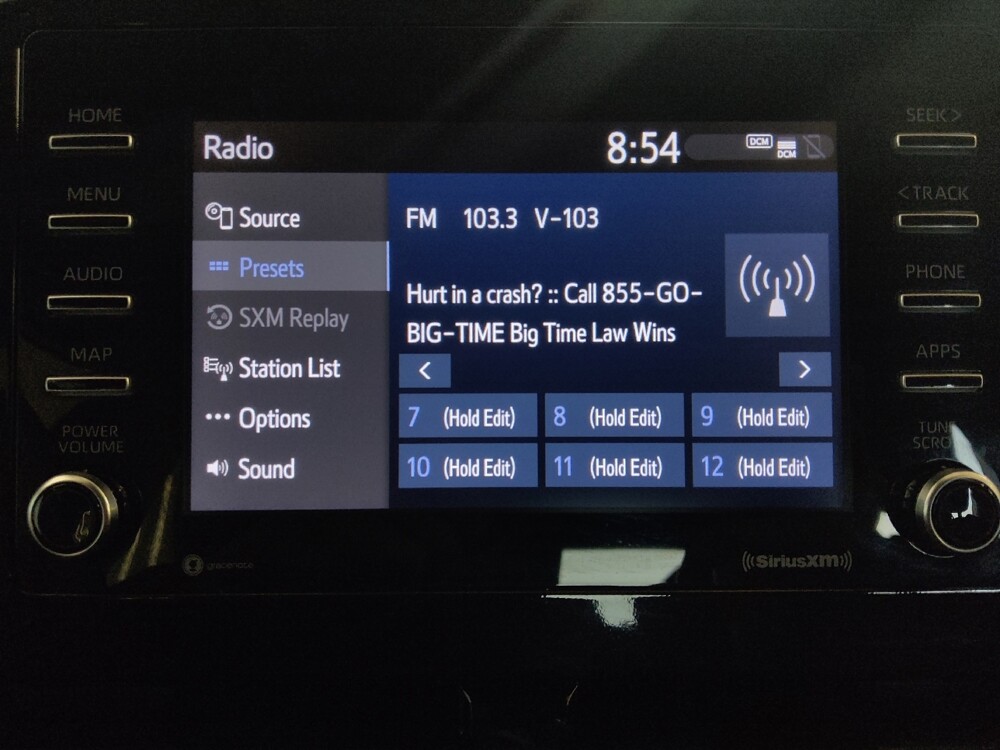 HOME
MENU
AUDIO
MAP
POWER
VOLUME
Radio
8:54
DCM
DCM
Source
Presets
SXM Replay
Station List
Options
Sound
FM 103.3 V-103
Hurt in a crash? :: Call 855-GO-
BIG-TIME Big Time Law Wins
<
>
7 (Hold Edit)
8 (Hold Edit)
9 (Hold Edit)
10 (Hold Edit)
11 (Hold Edit)
12 (Hold Edit)
SEEK >
< TRACK
PHONE
APPS
gracenote
((SiriusXM))